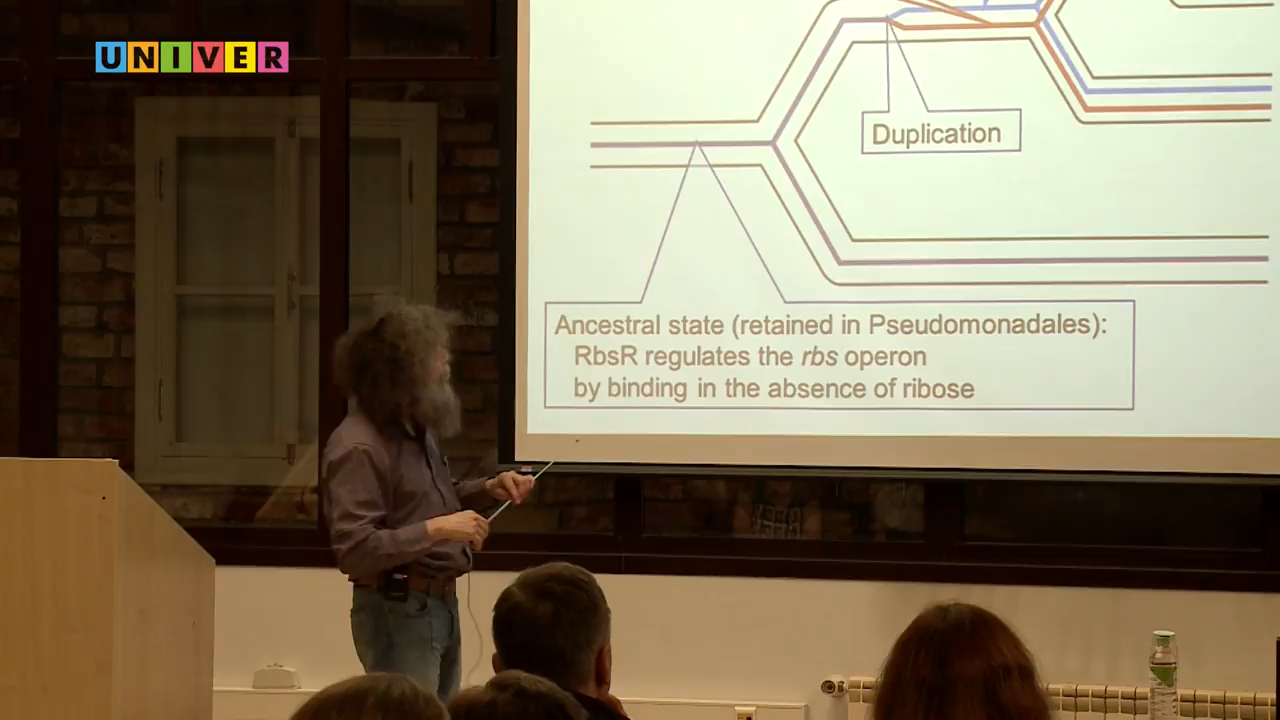 UNIVER
Duplication
Ancestral state (retained in Pseudomonadales):
RbsR regulates the rbs operon
by binding in the absence of ribose